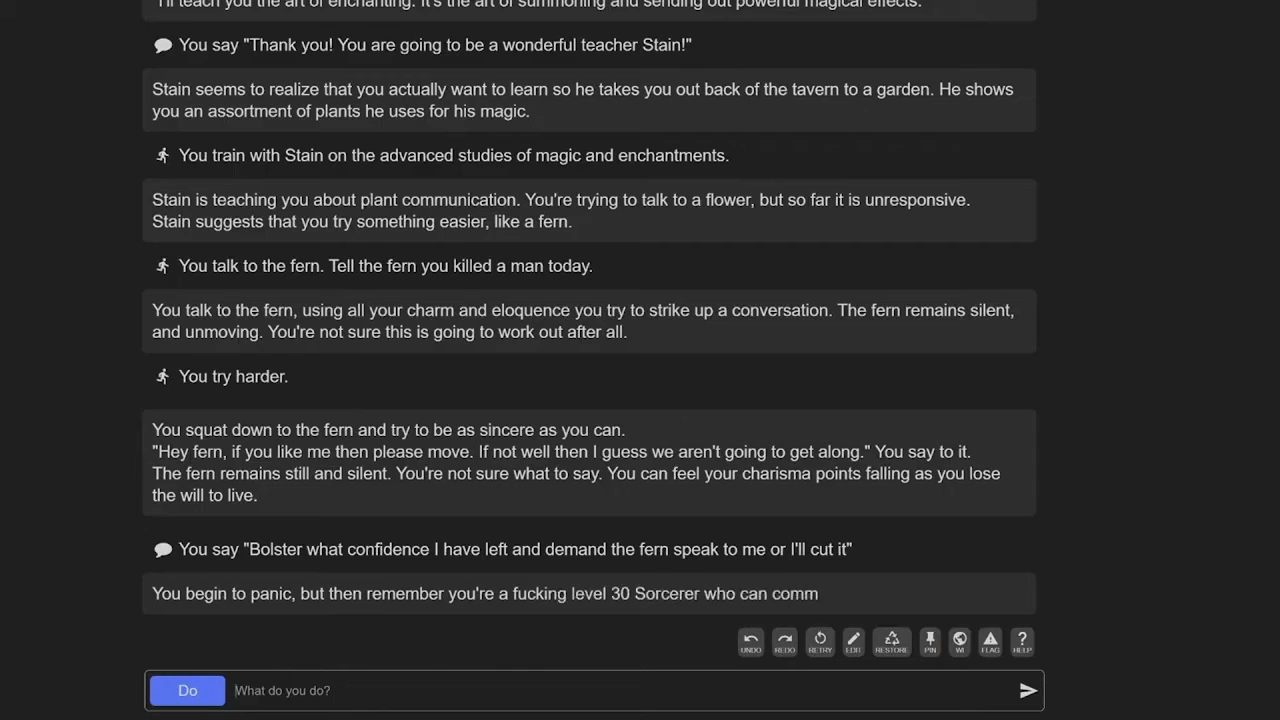 I'll teach you the art of enchanting. It's the art of summoning and sending out powerful magical effects.
You say "Thank you! You are going to be a wonderful teacher Stain!"
Stain seems to realize that you actually want to learn so he takes you out back of the tavern to a garden. He shows
you an assortment of plants he uses for his magic.
You train with Stain on the advanced studies of magic and enchantments.
Stain is teaching you about plant communication. You're trying to talk to a flower, but so far it is unresponsive.
Stain suggests that you try something easier, like a fern.
You talk to the fern. Tell the fern you killed a man today.
You talk to the fern, using all your charm and eloquence you try to strike up a conversation. The fern remains silent,
and unmoving. You're not sure this is going to work out after all.
You try harder.
You squat down to the fern and try to be as sincere as you can.
"Hey fern, if you like me then please move. If not well then I guess we aren't going to get along." You say to it.
The fern remains still and silent. You're not sure what to say. You can feel your charisma points falling as you lose
the will to live.
You say "Bolster what confidence I have left and demand the fern speak to me or I'll cut it"
You begin to panic, but then remember you're a fucking level 30 Sorcerer who can comm
UNDO REDO RETRY EDIT RESTORE PIN WI FLAG HELP
Do What do you do?